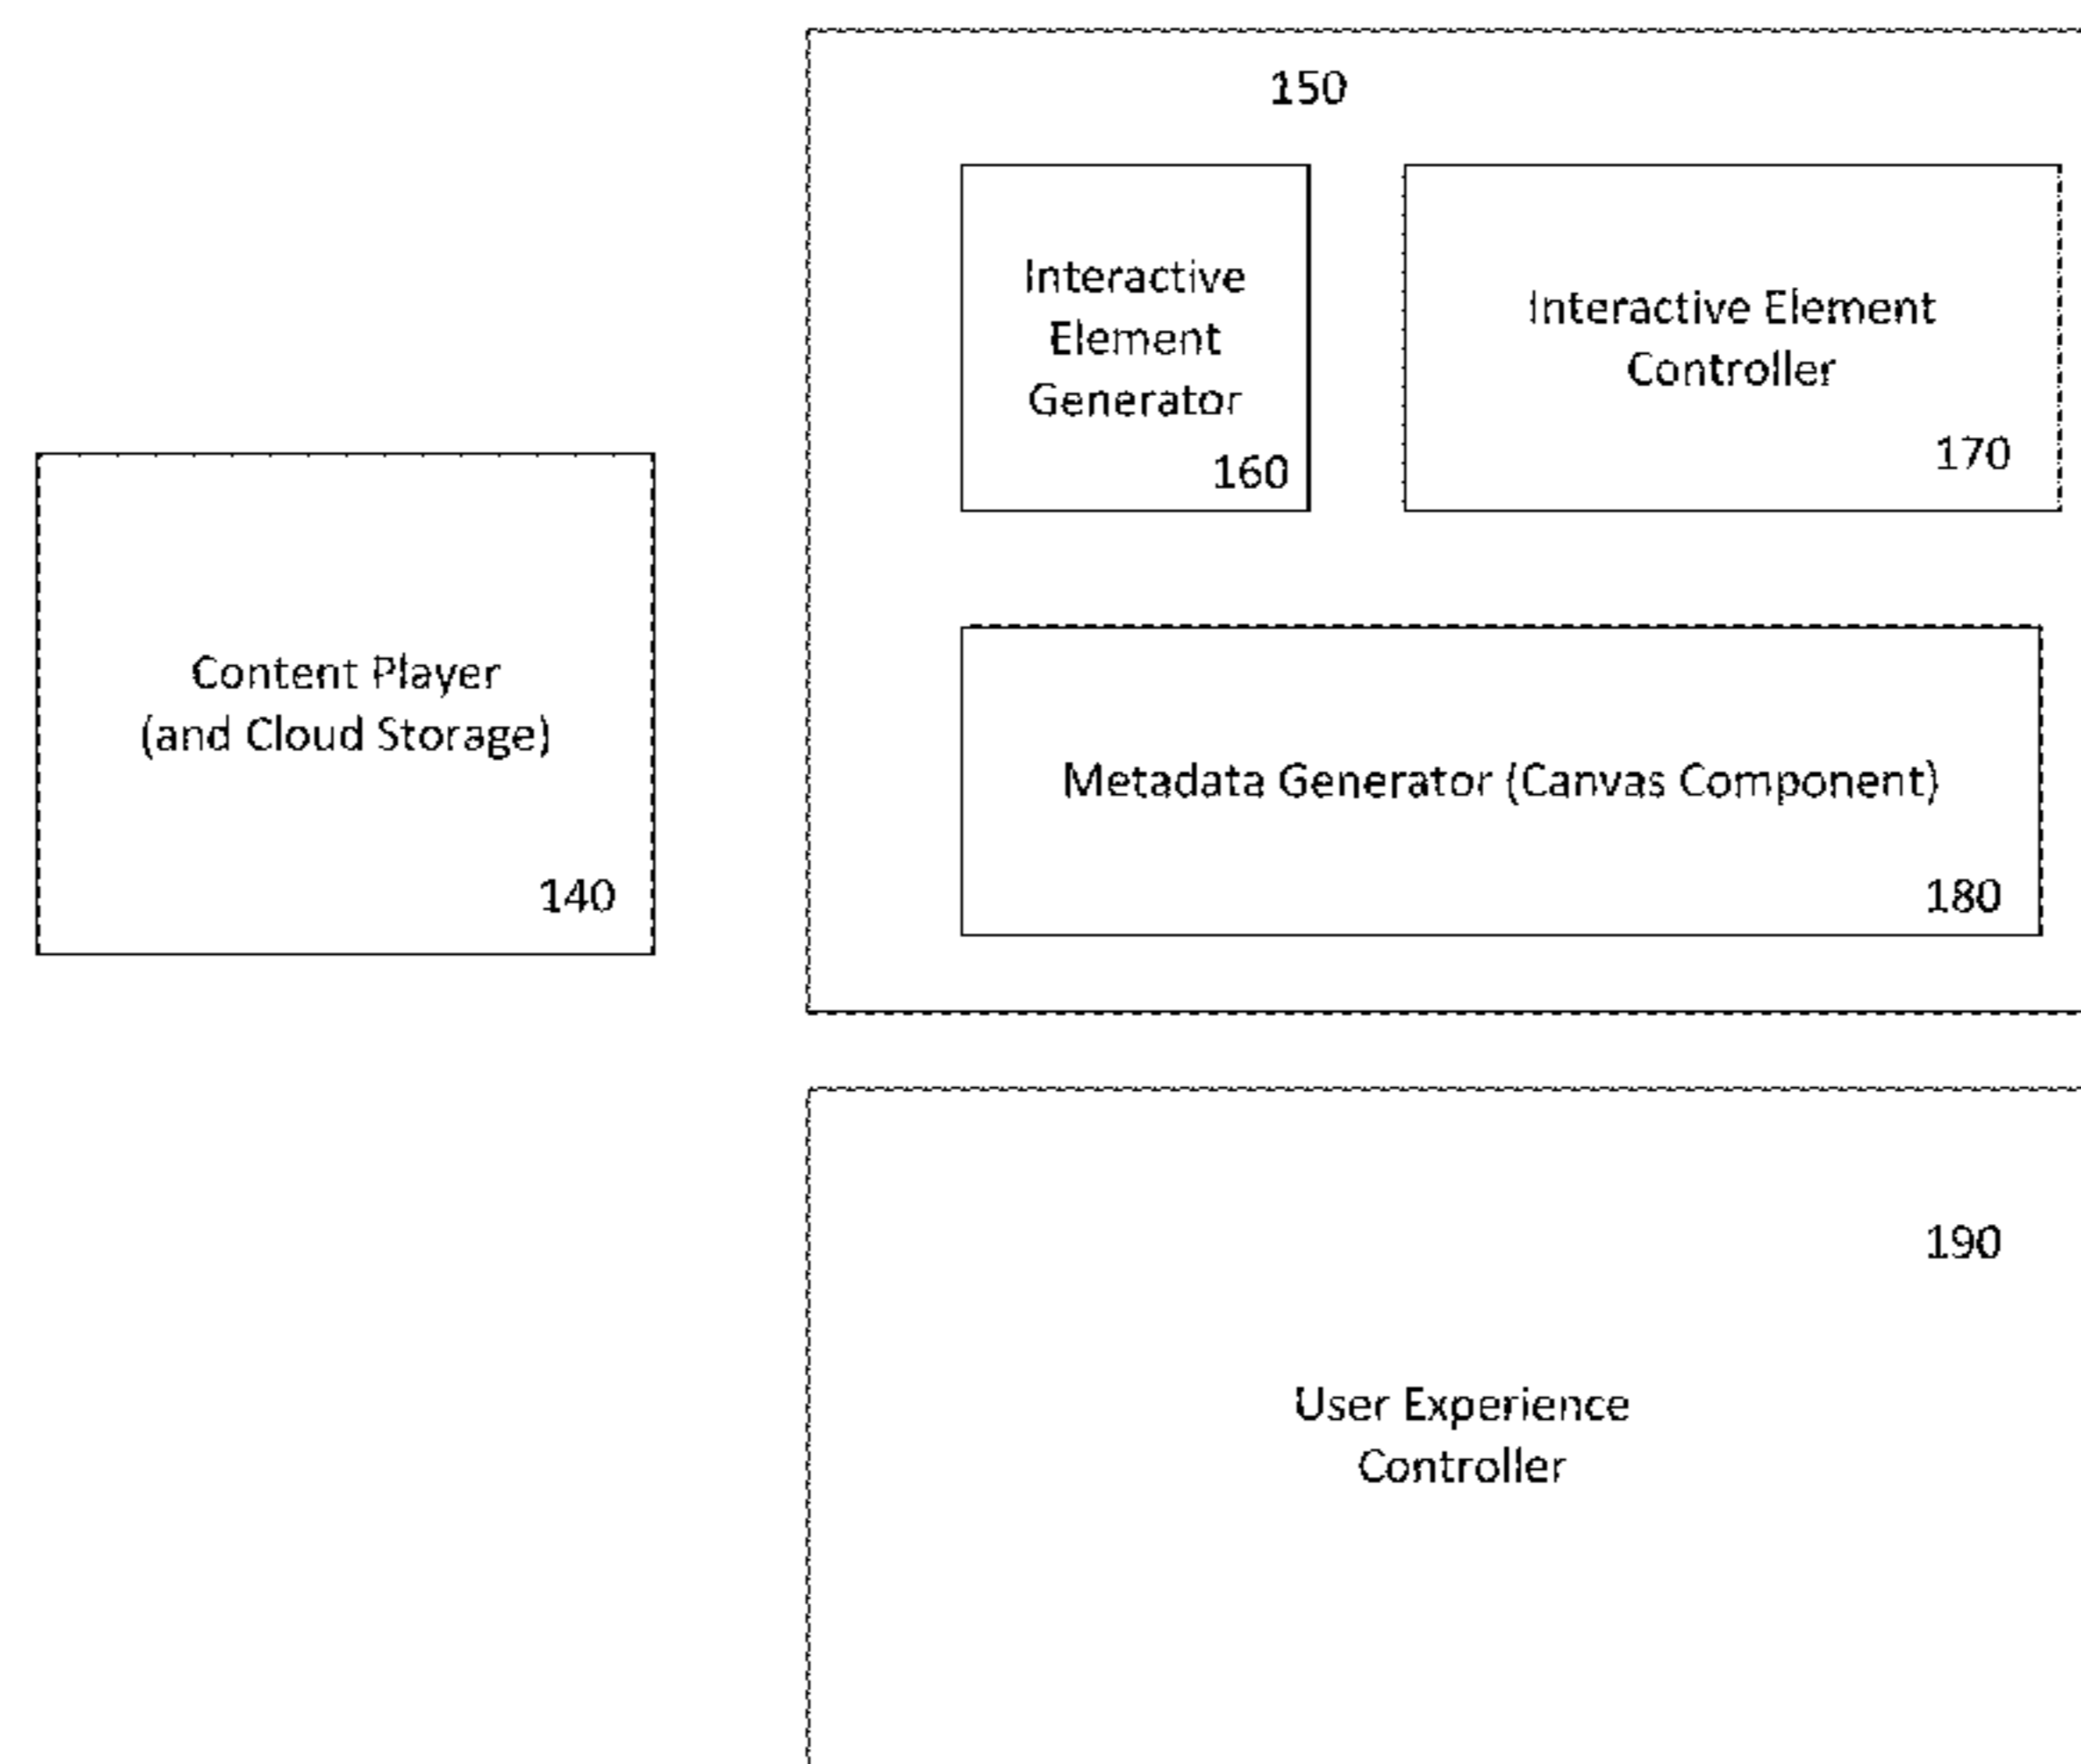 150
Interactive
Element
Generator
160
Interactive Element
Controller
170
Content Player
(and Cloud Storage)
140
Metadata Generator (Canvas Component)
180
190
User Experience
Controller